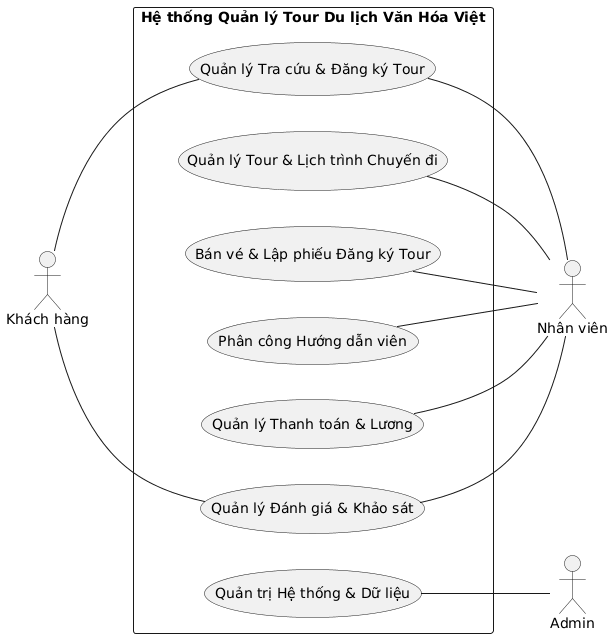 Hệ thống Quản lý Tour Du lịch Văn Hóa Việt
Quản lý Tra cứu & Đăng ký Tour
Quản lý Tour & Lịch trình Chuyến đi
Bán vé & Lập phiếu Đăng ký Tour
Khách hàng
Nhân viên
Phân công Hướng dẫn viên
Quản lý Thanh toán & Lương
Quản lý Đánh giá & Khảo sát
Quản trị Hệ thống & Dữ liệu
Admin